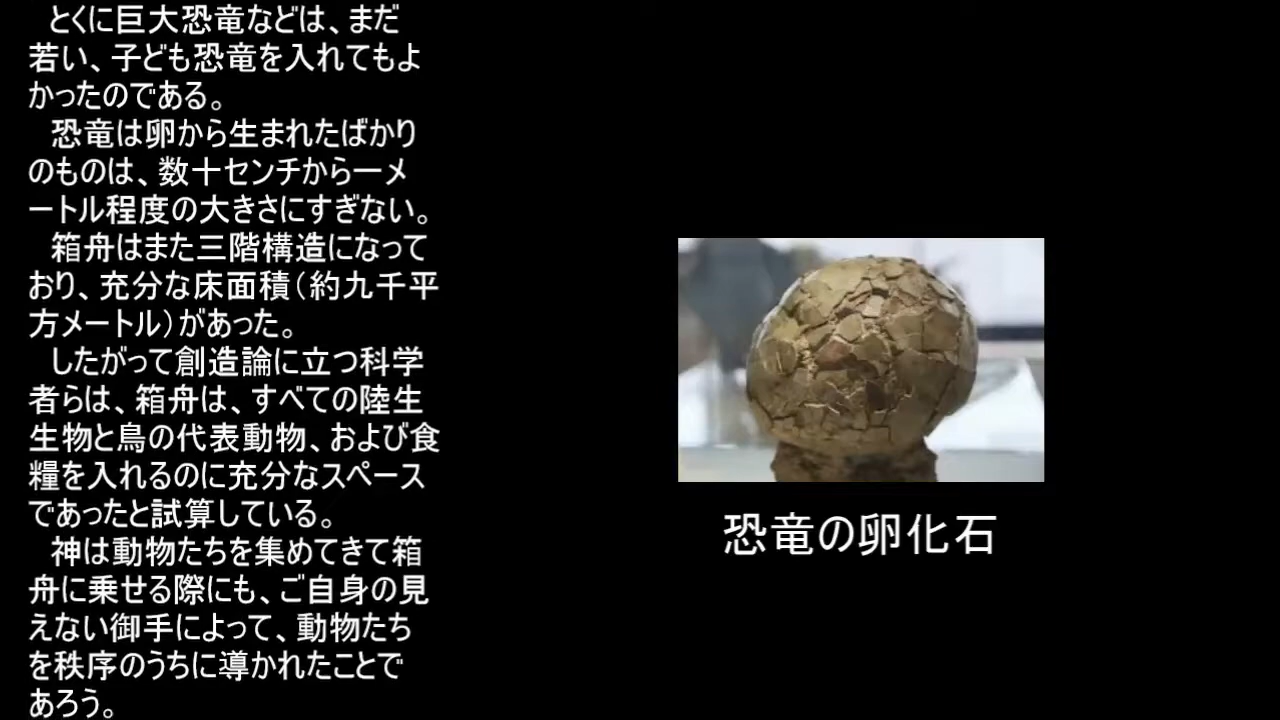 とくに巨大恐竜などは、まだ
若い、子ども恐竜を入れてもよ
かったのである。
恐竜は卵から生まれたばかり
のものは、数十センチから一メ
ートル程度の大きさにすぎない。
箱舟はまた三階構造になって
おり、充分な床面積（約九千平
方メートル）があった。
したがって創造論に立つ科学
者らは、箱舟は、すべての陸生
生物と鳥の代表動物、および食
糧を入れるのに充分なスペース
であったと試算している。
神は動物たちを集めてきて箱
舟に乗せる際にも、ご自身の見
えない御手によって、動物たち
を秩序のうちに導かれたことで
あろう。
恐竜の卵化石